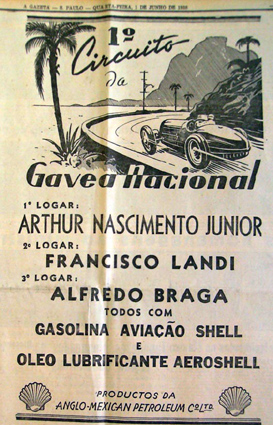 A GAZETA — S. PAULO — QUARTA-FEIRA, 1 DE JUNHO DE 1938
1º
Circuito
da
Gavea Nacional
1º LOGAR:
ARTHUR NASCIMENTO JUNIOR
2º LOGAR:
FRANCISCO LANDI
3º LOGAR:
ALFREDO BRAGA
TODOS COM
GASOLINA AVIAÇÃO SHELL
E
OLEO LUBRIFICANTE AEROSHELL
PRODUCTOS DA
ANGLO-MEXICAN PETROLEUM Cº LTD.